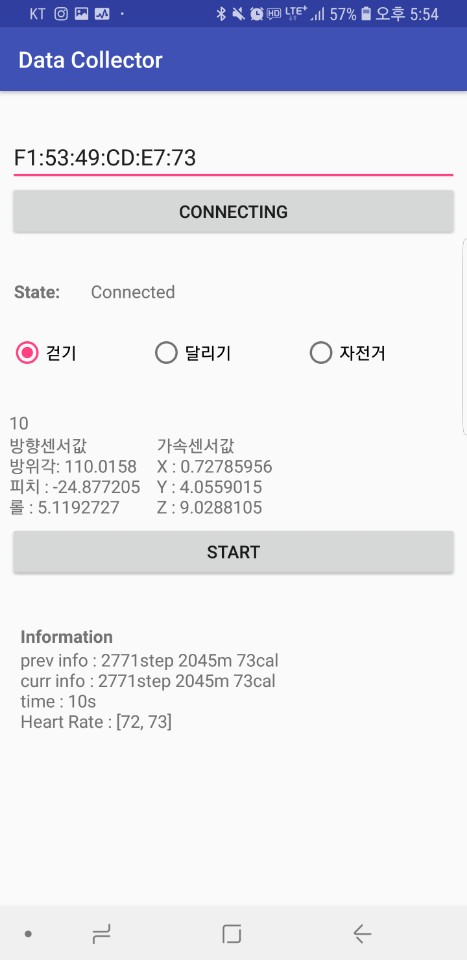 KT HD LTE+ 57% 오후 5:54
Data Collector
F1:53:49:CD:E7:73
CONNECTING
State: Connected
걷기 달리기 자전거
10
방향센서값 가속센서값
방위각: 110.0158 X : 0.72785956
피치 : -24.877205 Y : 4.0559015
롤 : 5.1192727 Z : 9.0288105
START
Information
prev info : 2771step 2045m 73cal
curr info : 2771step 2045m 73cal
time : 10s
Heart Rate : [72, 73]